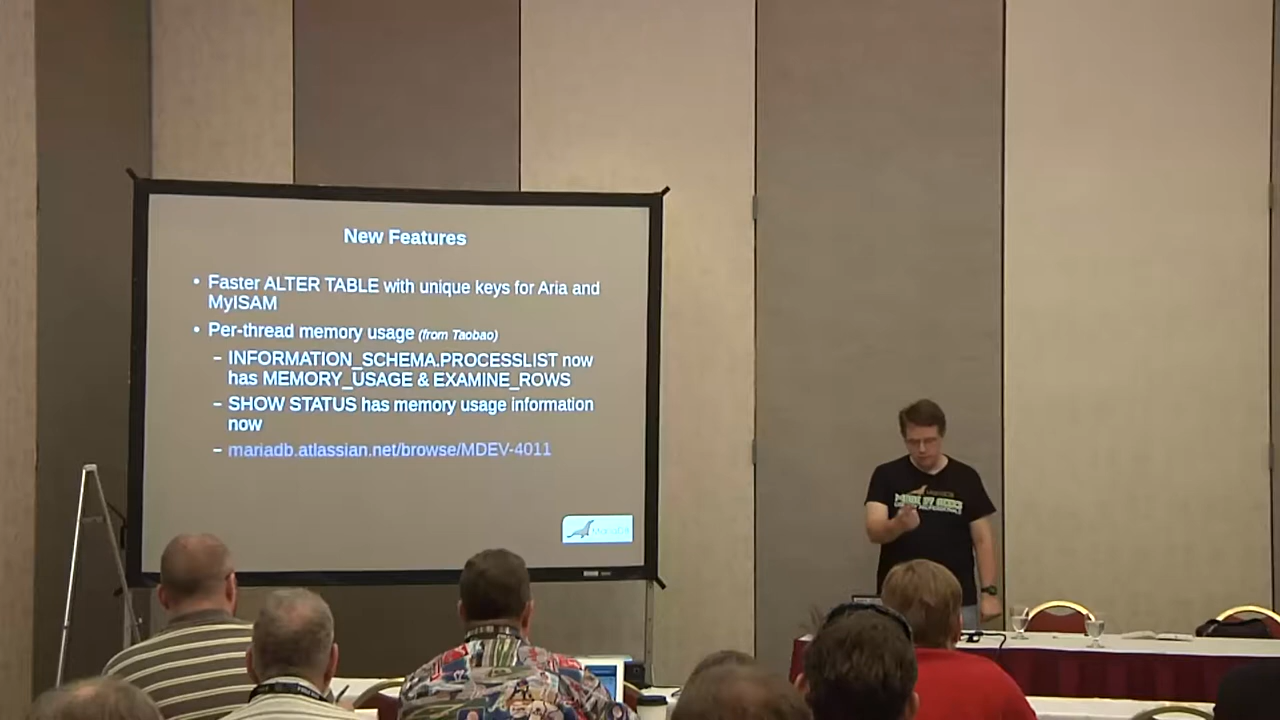 New Features
• Faster ALTER TABLE with unique keys for Aria and
MyISAM
• Per-thread memory usage (from Taobao)
– INFORMATION_SCHEMA.PROCESSLIST now
has MEMORY_USAGE & EXAMINE_ROWS
– SHOW STATUS has memory usage information
now
– mariadb.atlassian.net/browse/MDEV-4011
MariaDB